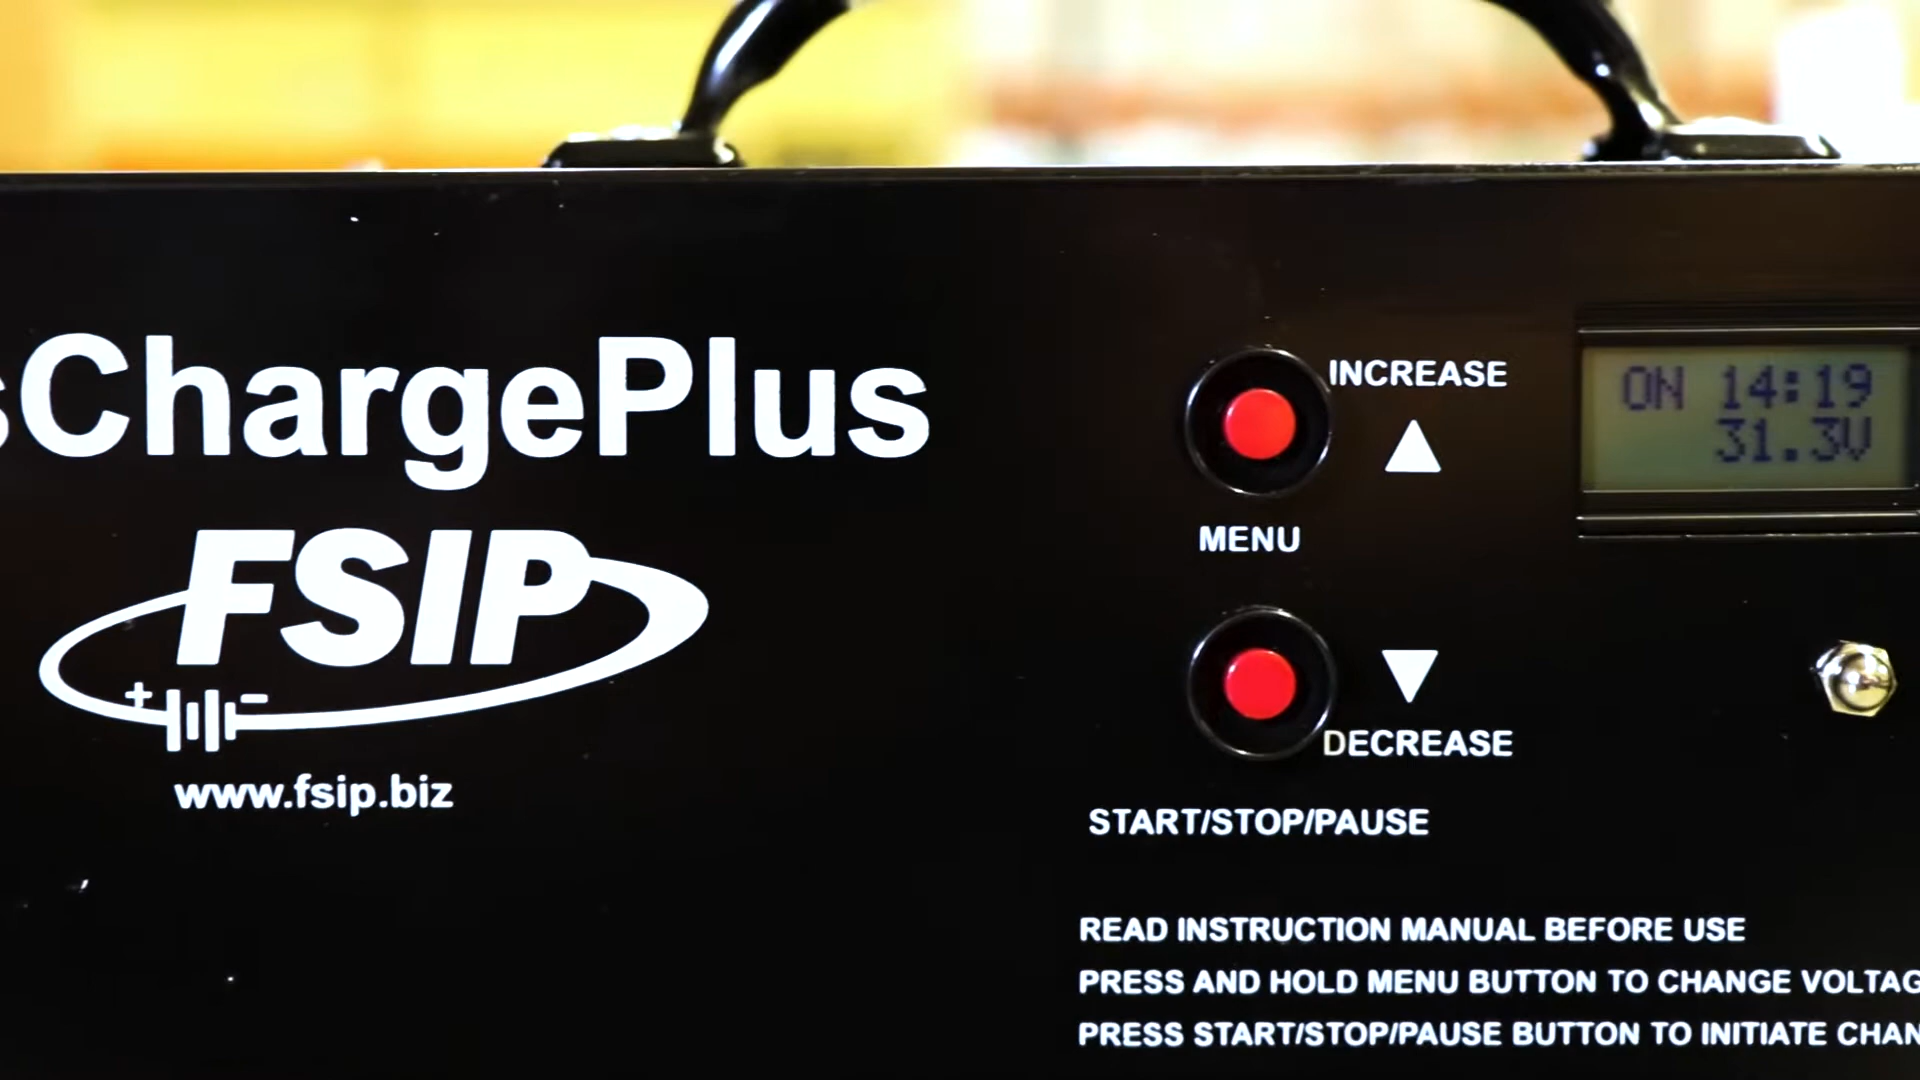 sChargePlus
FSIP
+ -
www.fsip.biz
INCREASE
MENU
DECREASE
START/STOP/PAUSE
ON 14:19
31.3V
READ INSTRUCTION MANUAL BEFORE USE
PRESS AND HOLD MENU BUTTON TO CHANGE VOLTAG
PRESS START/STOP/PAUSE BUTTON TO INITIATE CHAN